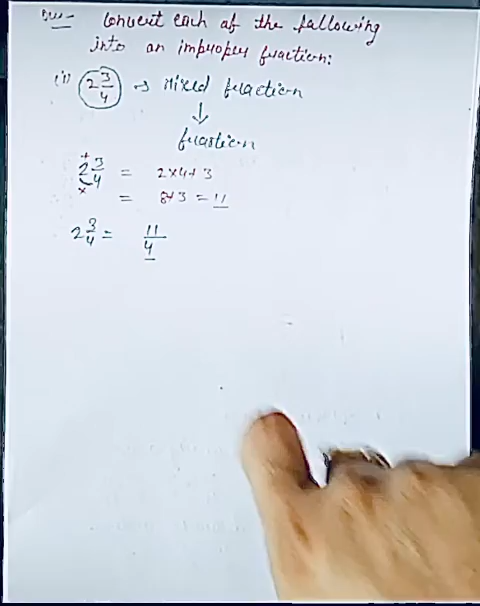 Ques- Convert each of the following
into an improper fraction:
(i) 2 3/4 → Mixed fraction
↓
fraction
2 3/4 = 2×4+3
= 8+3 = 11
2 3/4 = 11/4